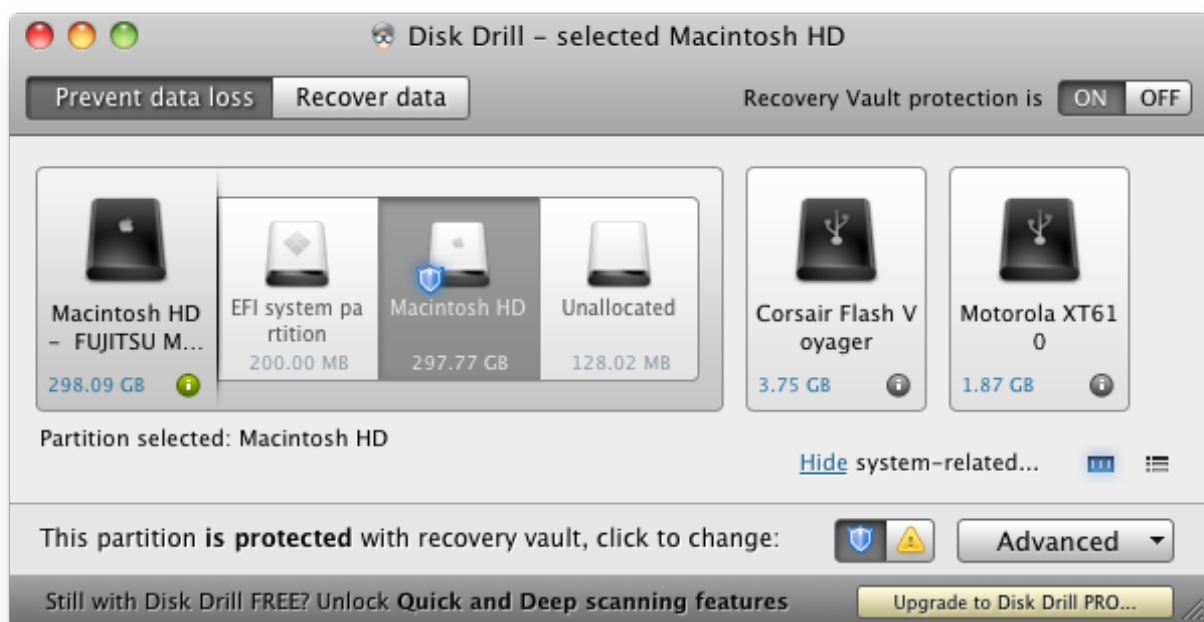 Disk Drill – selected Macintosh HD
Prevent data loss
Recover data
Recovery Vault protection is
ON
OFF
Macintosh HD
– FUJITSU M...
298.09 GB
EFI system pa
rtition
200.00 MB
Macintosh HD
297.77 GB
Unallocated
128.02 MB
Corsair Flash V
oyager
3.75 GB
Motorola XT61
0
1.87 GB
Partition selected: Macintosh HD
Hide system-related...
This partition is protected with recovery vault, click to change:
Advanced
Still with Disk Drill FREE? Unlock Quick and Deep scanning features
Upgrade to Disk Drill PRO...